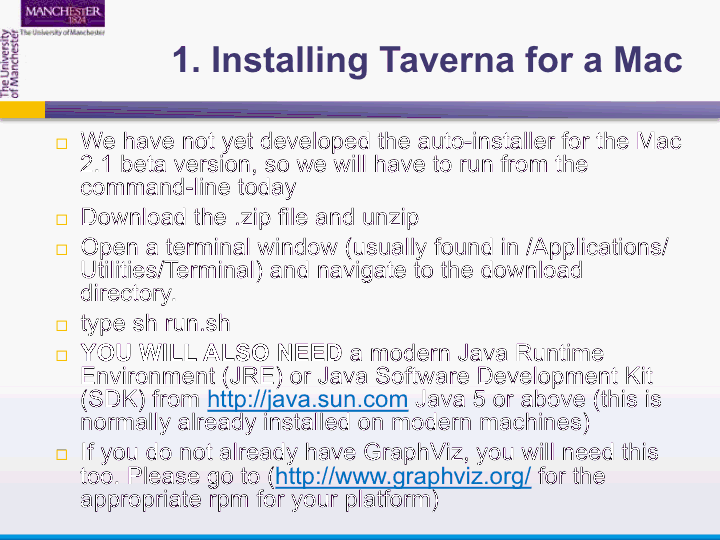 MANCHESTER
1824
The University of Manchester
The University
of Manchester
1. Installing Taverna for a Mac
We have not yet developed the auto-installer for the Mac
2.1 beta version, so we will have to run from the
command-line today
Download the .zip file and unzip
Open a terminal window (usually found in /Applications/
Utilities/Terminal) and navigate to the download
directory.
type sh run.sh
YOU WILL ALSO NEED a modern Java Runtime
Environment (JRE) or Java Software Development Kit
(SDK) from http://java.sun.com Java 5 or above (this is
normally already installed on modern machines)
If you do not already have GraphViz, you will need this
too. Please go to (http://www.graphviz.org/ for the
appropriate rpm for your platform)